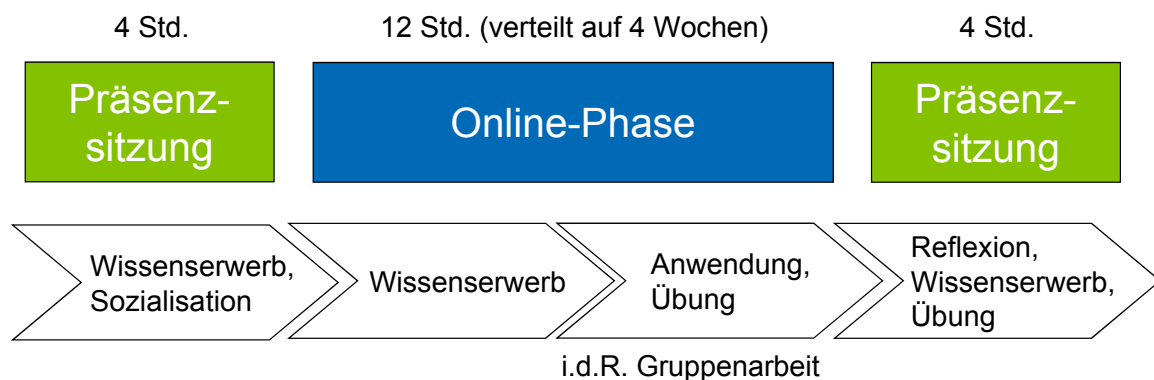 4 Std.
12 Std. (verteilt auf 4 Wochen)
4 Std.
Präsenz-
sitzung
Online-Phase
Präsenz-
sitzung
Wissenserwerb,
Sozialisation
Wissenserwerb
Anwendung,
Übung
Reflexion,
Wissenserwerb,
Übung
i.d.R. Gruppenarbeit